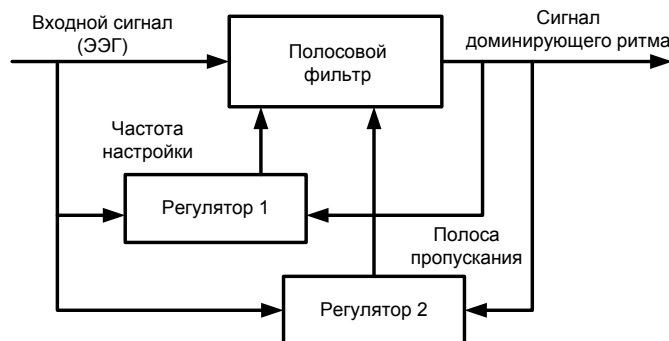 Входной сигнал
(ЭЭГ)
Полосовой
фильтр
Сигнал
доминирующего ритма
Частота
настройки
Регулятор 1
Полоса
пропускания
Регулятор 2